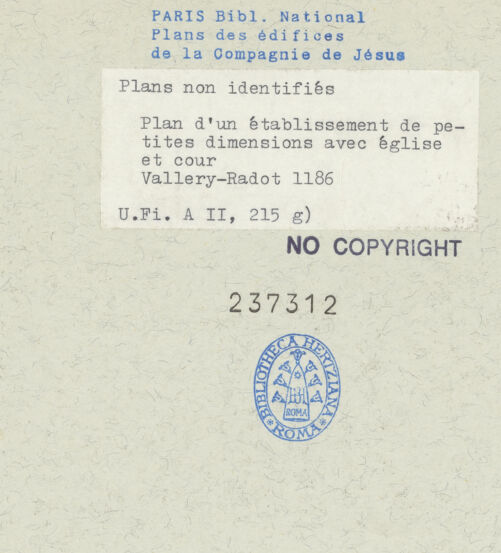 PARIS Bibl. National
Plans des édifices
de la Compagnie de Jésus
Plans non identifiés
Plan d'un établissement de pe-
tites dimensions avec église
et cour
Vallery-Radot 1186
U.Fi. A II, 215 g)
NO COPYRIGHT
237312
BIBLIOTHECA HERTZIANA
ROMA
*ROMA*